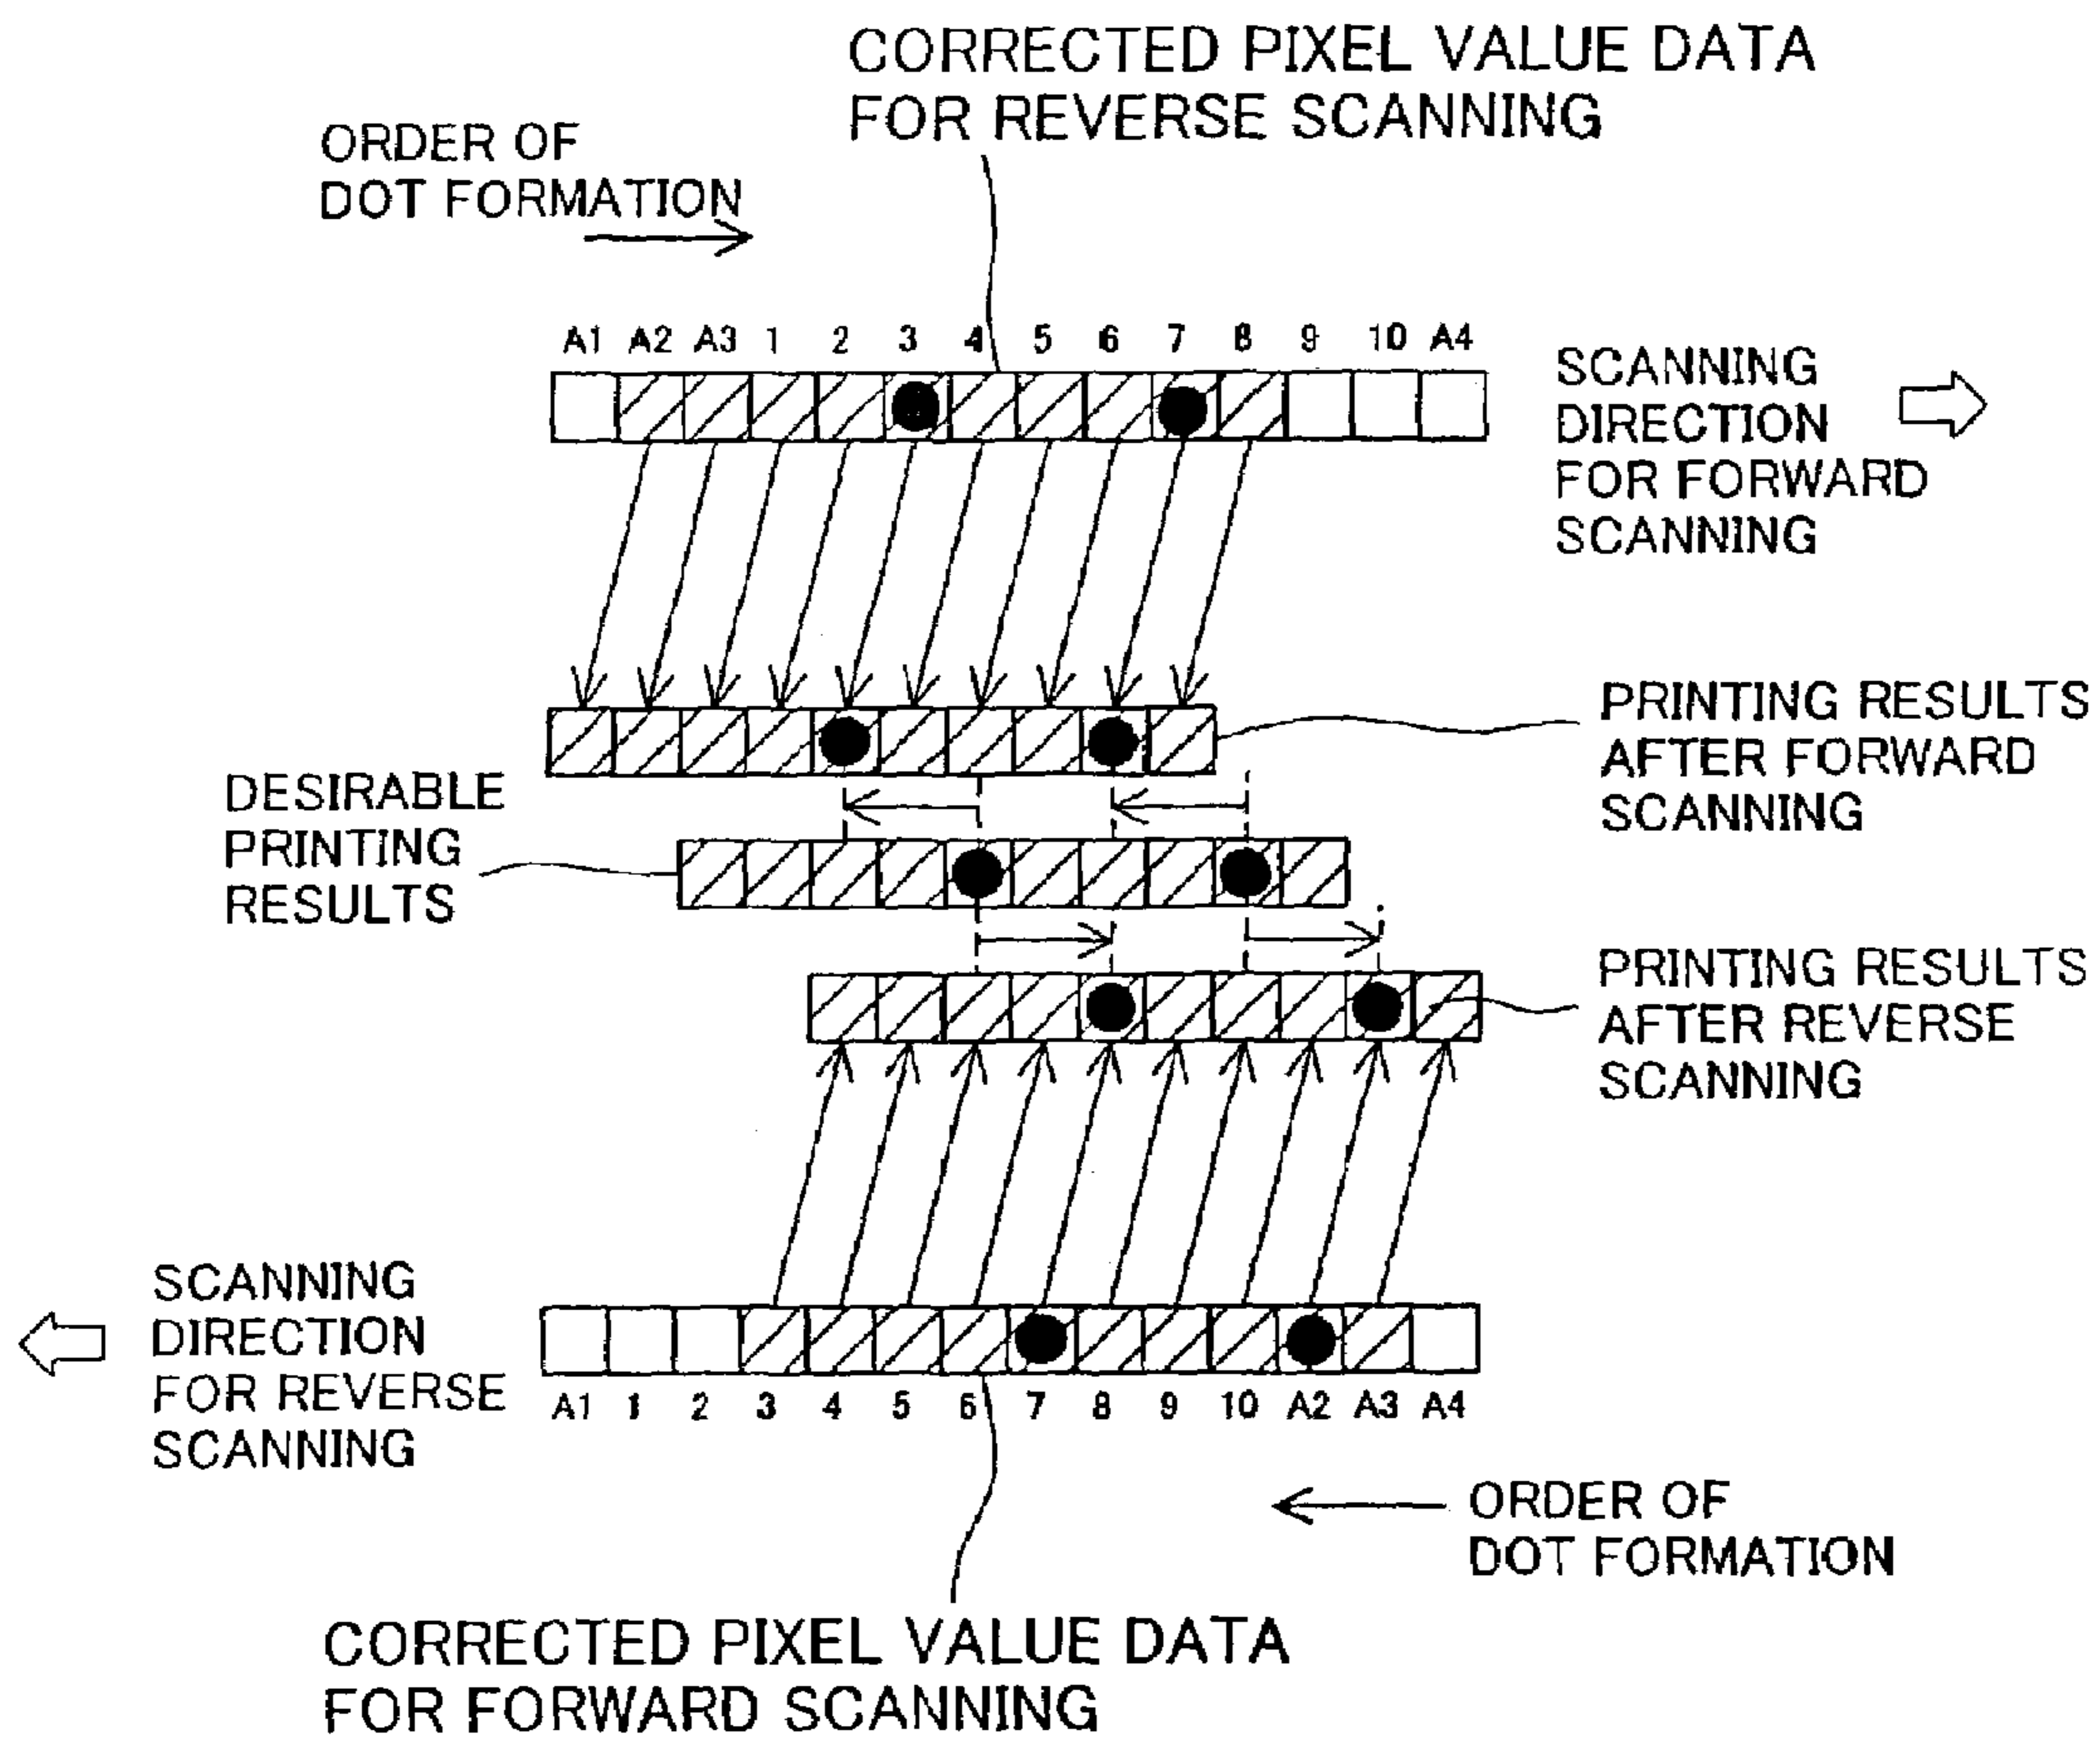 CORRECTED PIXEL VALUE DATA
FOR REVERSE SCANNING
ORDER OF
DOT FORMATION
A1 A2 A3 1 2 3 4 5 6 7 8 9 10 A4
SCANNING
DIRECTION
FOR FORWARD
SCANNING
PRINTING RESULTS
AFTER FORWARD
SCANNING
DESIRABLE
PRINTING
RESULTS
PRINTING RESULTS
AFTER REVERSE
SCANNING
SCANNING
DIRECTION
FOR REVERSE
SCANNING
A1 1 2 3 4 5 6 7 8 9 10 A2 A3 A4
ORDER OF
DOT FORMATION
CORRECTED PIXEL VALUE DATA
FOR FORWARD SCANNING